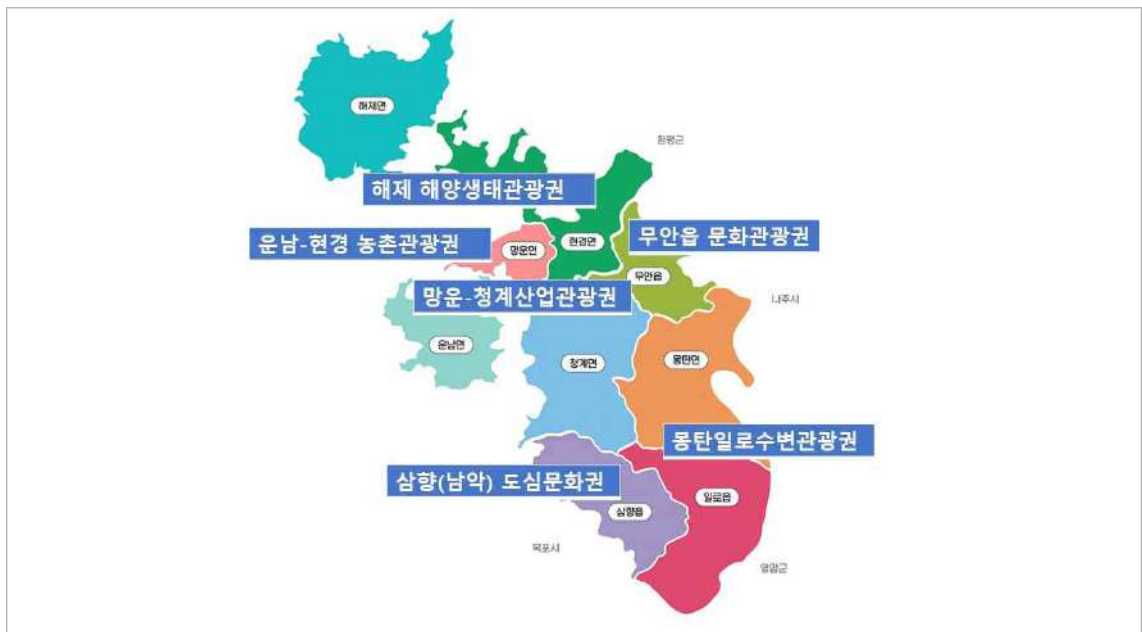 해제면
함평군
해제 해양생태관광권
무안읍 문화관광권
운남-현경 농촌관광권
망운면
현경면
무안읍
망운-청계산업관광권
나주시
운남면
청계면
몽탄면
몽탄일로수변관광권
삼향(남악) 도심문화권
일로읍
삼향읍
목포시
영암군